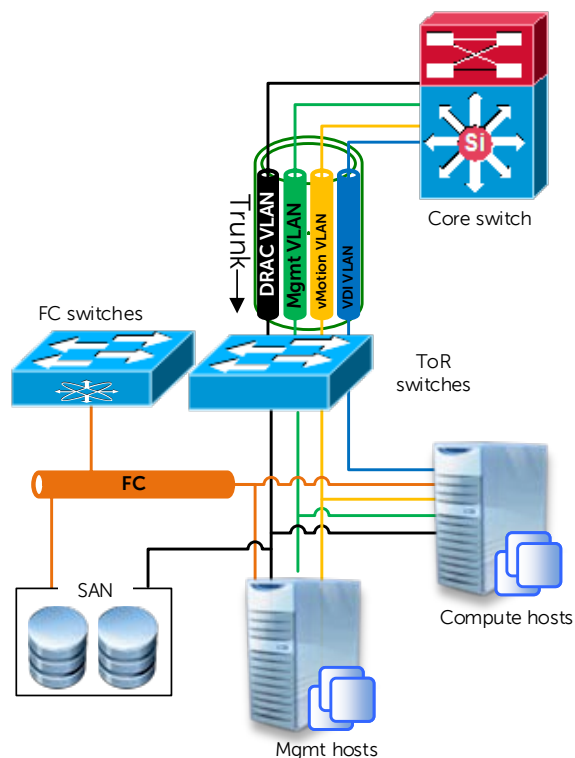 Si
Core switch
Trunk
DRAC VLAN
Mgmt VLAN
vMotion VLAN
VDI VLAN
FC switches
ToR
switches
FC
SAN
Compute hosts
Mgmt hosts